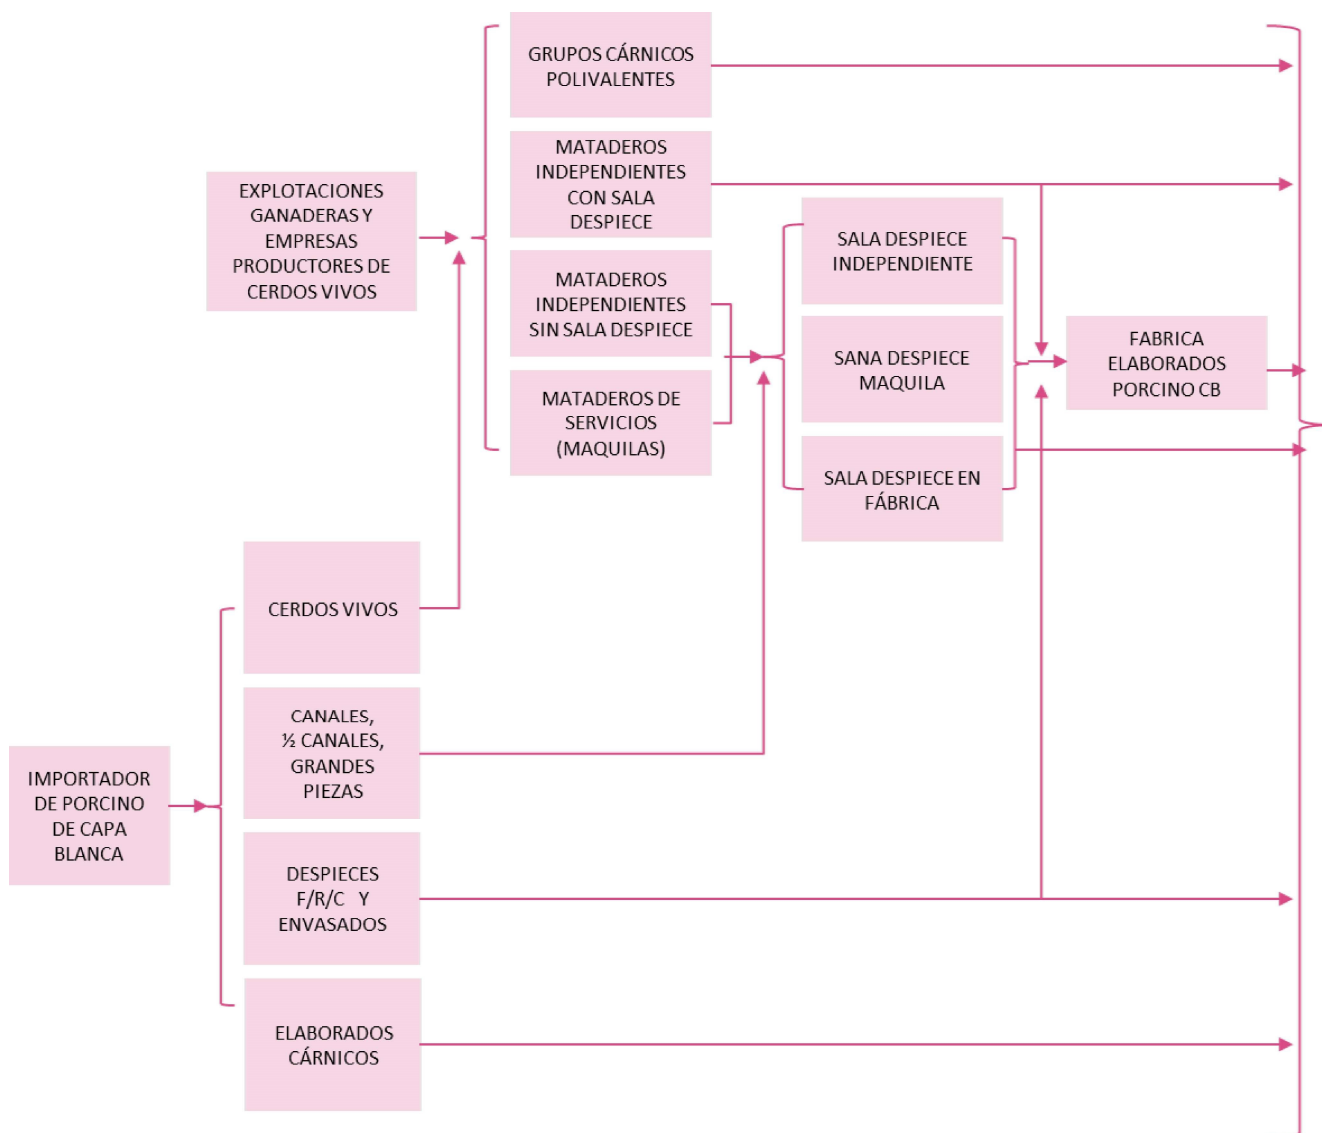 GRUPOS CÁRNICOS
POLIVALENTES
MATADEROS
INDEPENDIENTES
CON SALA
DESPIECE
EXPLOTACIONES
GANADERAS Y
EMPRESAS
PRODUCTORES DE
CERDOS VIVOS
MATADEROS
INDEPENDIENTES
SIN SALA DESPIECE
MATADEROS DE
SERVICIOS
(MAQUILAS)
SALA DESPIECE
INDEPENDIENTE
SANA DESPIECE
MAQUILA
SALA DESPIECE EN
FÁBRICA
FABRICA
ELABORADOS
PORCINO CB
IMPORTADOR
DE PORCINO
DE CAPA
BLANCA
CERDOS VIVOS
CANALES,
½ CANALES,
GRANDES
PIEZAS
DESPIECES
F/R/C Y
ENVASADOS
ELABORADOS
CÁRNICOS